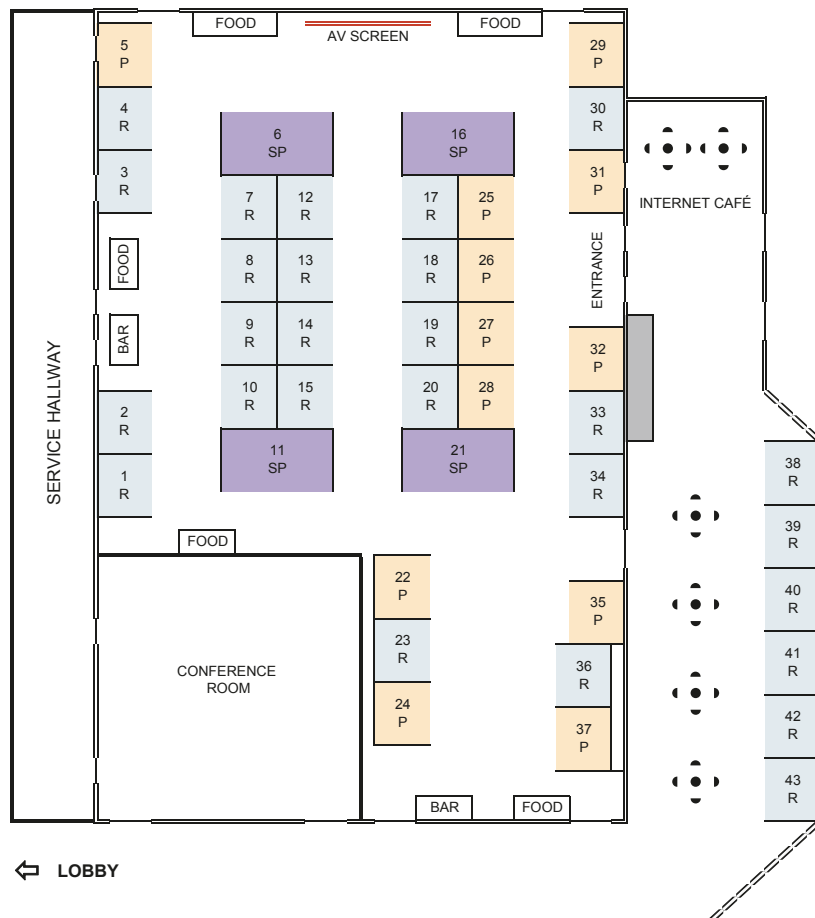 FOOD
AV SCREEN
FOOD
5
P
29
P
4
R
30
R
6
SP
16
SP
3
R
31
P
INTERNET CAFÉ
7
R
12
R
17
R
25
P
FOOD
8
R
13
R
18
R
26
P
ENTRANCE
BAR
9
R
14
R
19
R
27
P
32
P
10
R
15
R
20
R
28
P
2
R
33
R
SERVICE HALLWAY
11
SP
21
SP
1
R
34
R
38
R
39
R
FOOD
22
P
35
P
40
R
23
R
36
R
41
R
CONFERENCE
ROOM
24
P
37
P
42
R
43
R
BAR
FOOD
LOBBY